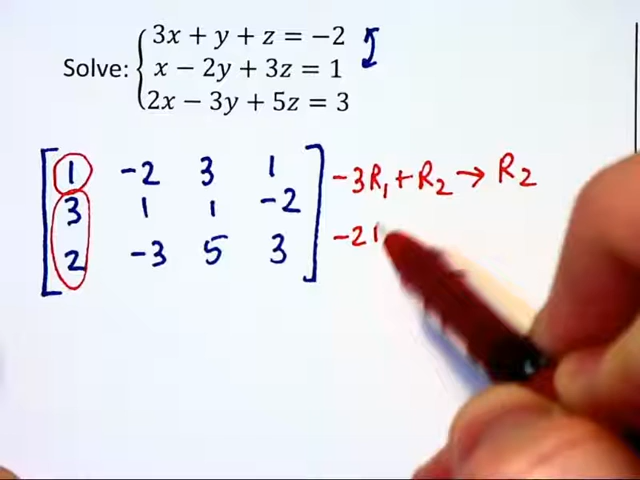 Solve: 3x + y + z = −2
x − 2y + 3z = 1
2x − 3y + 5z = 3
1 -2 3 1 -3R₁+R₂→R₂
3 1 1 -2
2 -3 5 3 -2